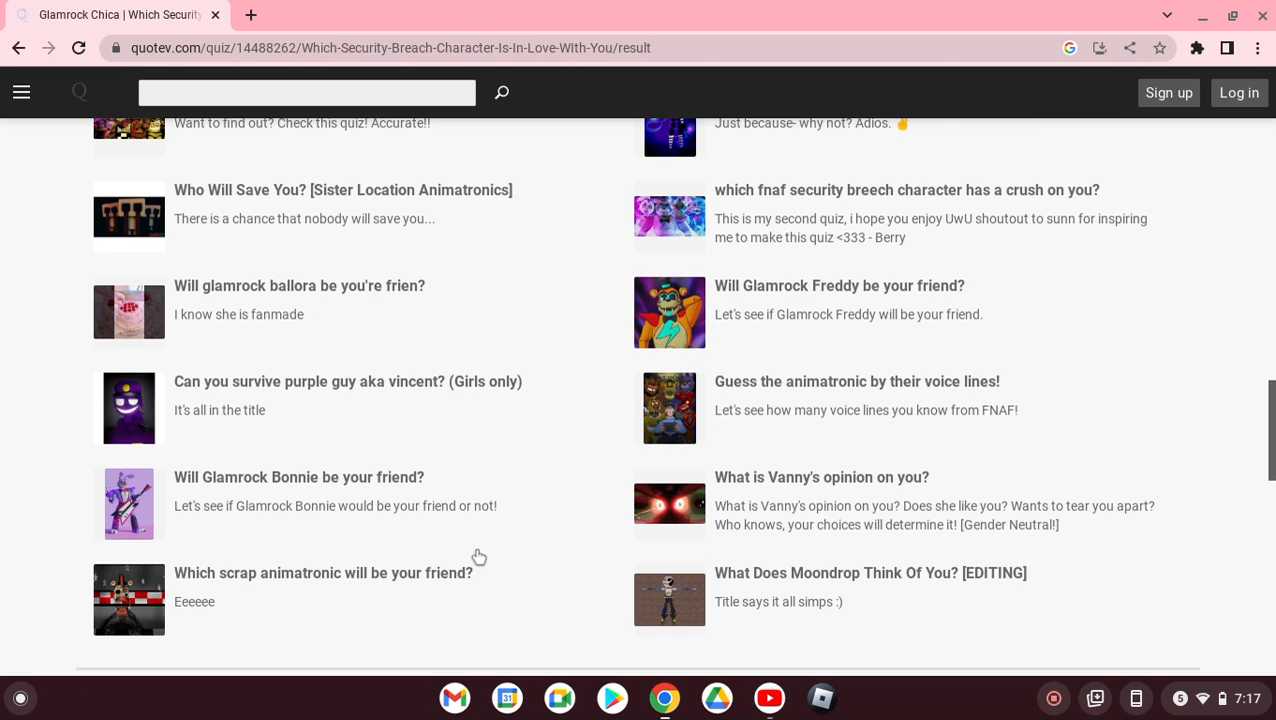 Glamrock Chica | Which Security
quotev.com/quiz/14488262/Which-Security-Breach-Character-Is-In-Love-WIth-You/result
Q
Sign up
Log in
Want to find out? Check this quiz! Accurate!!
Just because- why not? Adios. ✌️
Who Will Save You? [Sister Location Animatronics]
There is a chance that nobody will save you...
which fnaf security breech character has a crush on you?
This is my second quiz, i hope you enjoy UwU shoutout to sunn for inspiring
me to make this quiz <333 - Berry
Will glamrock ballora be you're frien?
I know she is fanmade
Will Glamrock Freddy be your friend?
Let's see if Glamrock Freddy will be your friend.
Can you survive purple guy aka vincent? (Girls only)
It's all in the title
Guess the animatronic by their voice lines!
Let's see how many voice lines you know from FNAF!
Will Glamrock Bonnie be your friend?
Let's see if Glamrock Bonnie would be your friend or not!
What is Vanny's opinion on you?
What is Vanny's opinion on you? Does she like you? Wants to tear you apart?
Who knows, your choices will determine it! [Gender Neutral!]
Which scrap animatronic will be your friend?
Eeeeee
What Does Moondrop Think Of You? [EDITING]
Title says it all simps :)
31
5
7:17